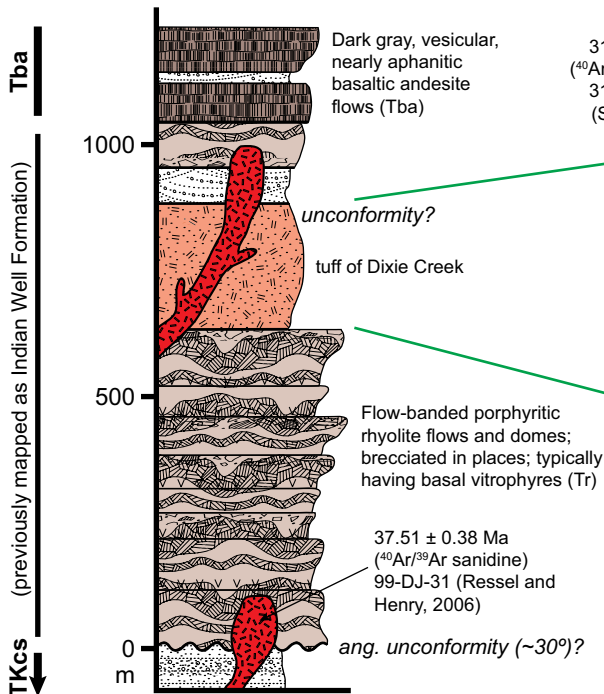 Tba
(previously mapped as Indian Well Formation)
TKcs
1000
500
0
m
Dark gray, vesicular,
nearly aphanitic
basaltic andesite
flows (Tba)
31
(⁴⁰Ar
31
(S
unconformity?
tuff of Dixie Creek
Flow-banded porphyritic
rhyolite flows and domes;
brecciated in places; typically
having basal vitrophyres (Tr)
37.51 ± 0.38 Ma
(⁴⁰Ar/³⁹Ar sanidine)
99-DJ-31 (Ressel and
Henry, 2006)
ang. unconformity (~30º)?